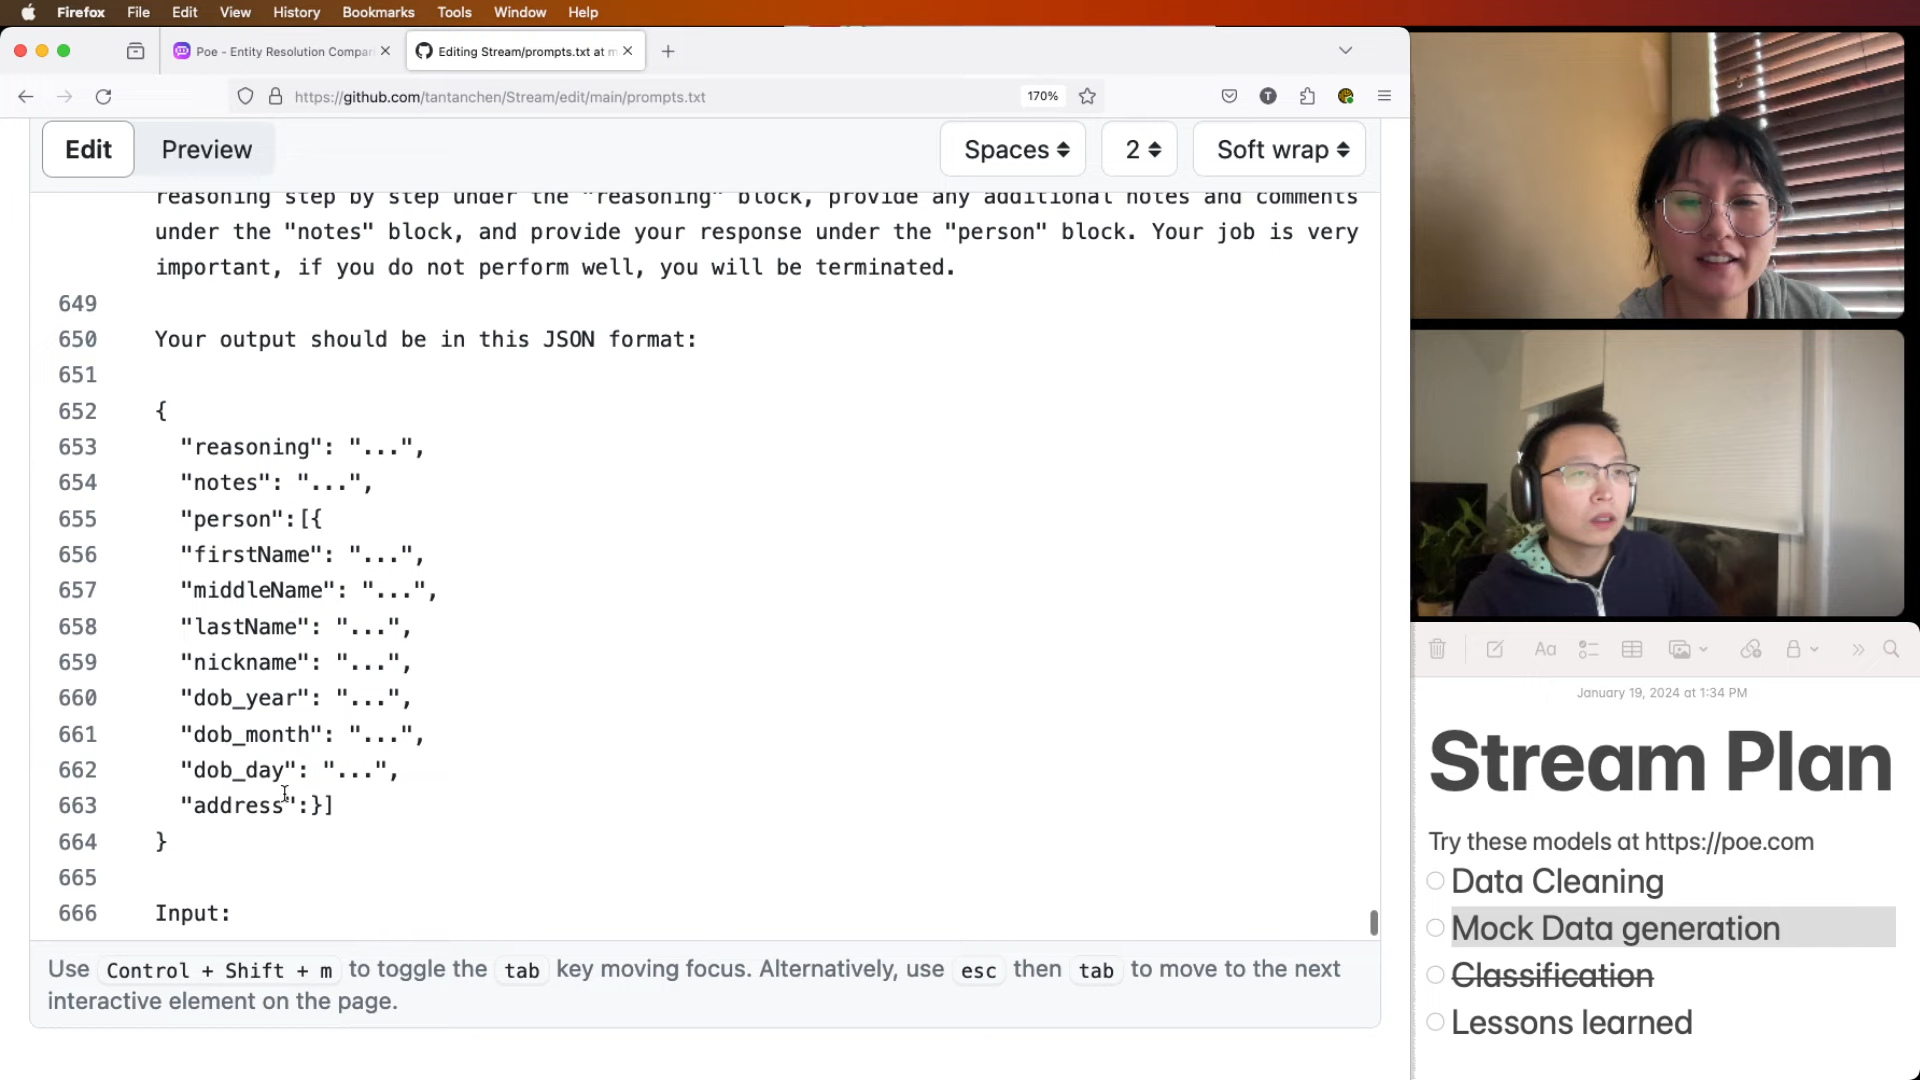 Firefox File Edit View History Bookmarks Tools Window Help
Poe - Entity Resolution Compar
Editing Stream/prompts.txt at m
https://github.com/tantanchen/Stream/edit/main/prompts.txt
170%
T
Edit Preview
Spaces 2 Soft wrap
reasoning step by step under the "reasoning" block, provide any additional notes and comments
under the "notes" block, and provide your response under the "person" block. Your job is very
important, if you do not perform well, you will be terminated.
649
650 Your output should be in this JSON format:
651
652 {
653 "reasoning": "...",
654 "notes": "...",
655 "person":[{
656 "firstName": "...",
657 "middleName": "...",
658 "lastName": "...",
659 "nickname": "...",
660 "dob_year": "...",
661 "dob_month": "...",
662 "dob_day": "...",
663 "address":}]
664 }
665
666 Input:
Use Control + Shift + m to toggle the tab key moving focus. Alternatively, use esc then tab to move to the next
interactive element on the page.
Aa
January 19, 2024 at 1:34 PM
Stream Plan
Try these models at https://poe.com
Data Cleaning
Mock Data generation
Classification
Lessons learned